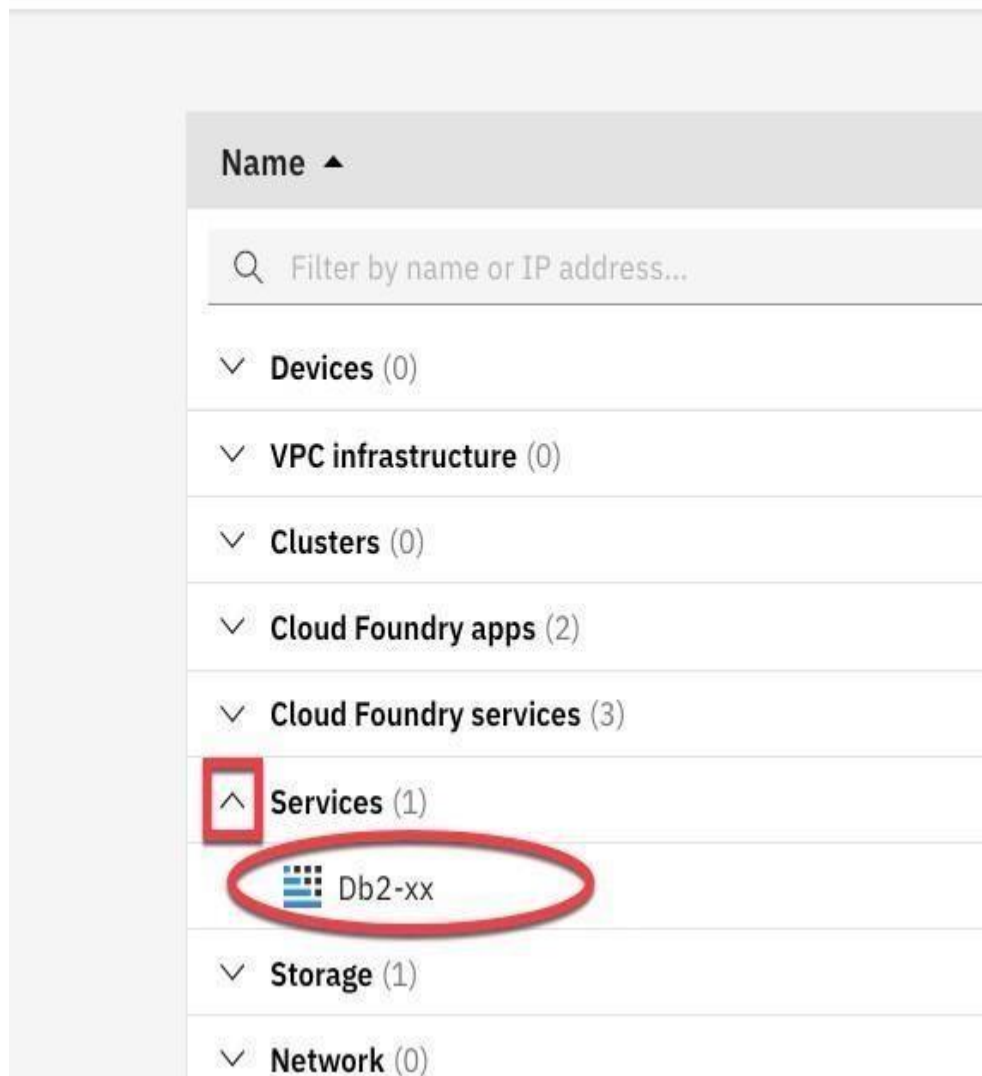 Name
Filter by name or IP address...
Devices (0)
VPC infrastructure (0)
Clusters (0)
Cloud Foundry apps (2)
Cloud Foundry services (3)
Services (1)
Db2-xx
Storage (1)
Network (0)